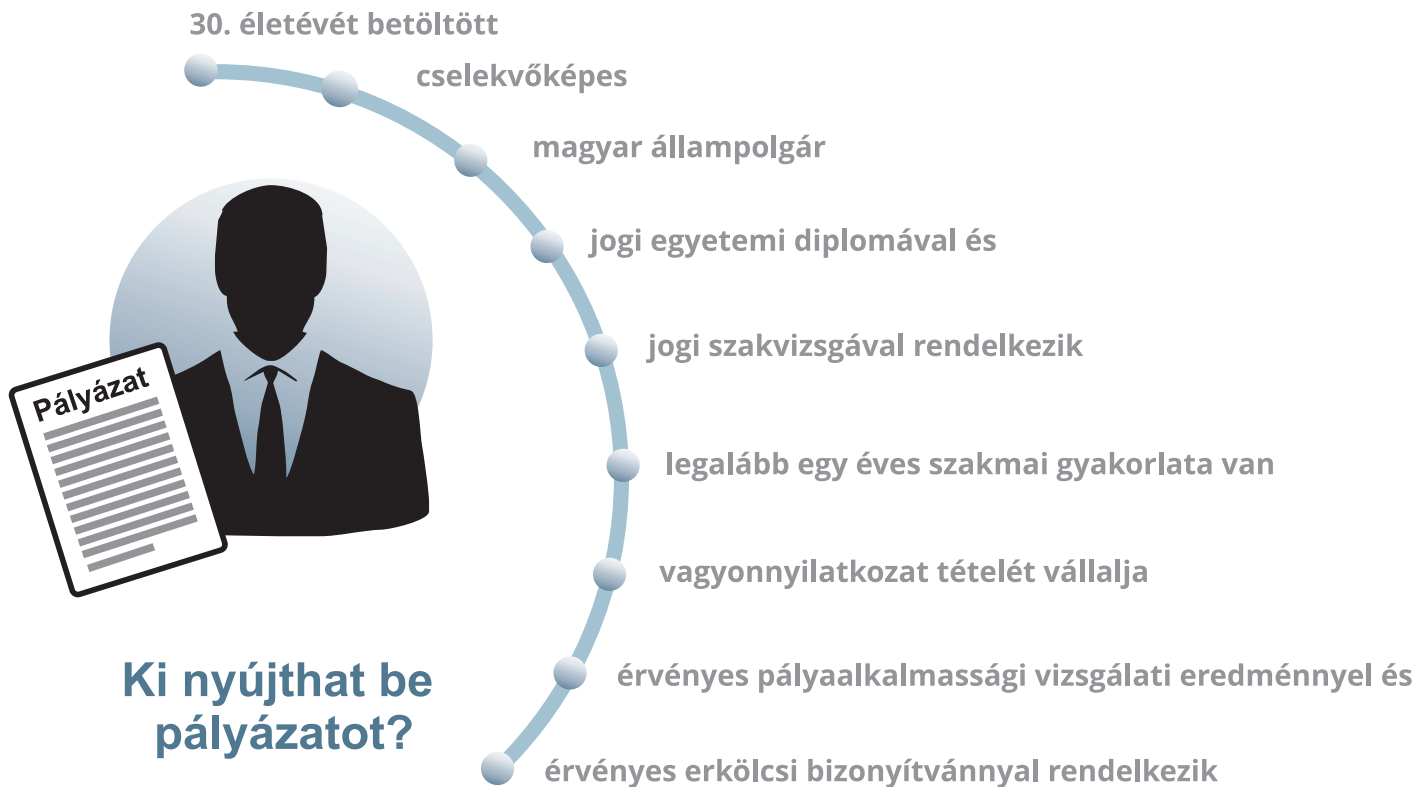 30. életévét betöltött
cselekvőképes
magyar állampolgár
jogi egyetemi diplomával és
jogi szakvizsgával rendelkezik
legalább egy éves szakmai gyakorlata van
vagyonnyilatkozat tételét vállalja
érvényes pályaalkalmassági vizsgálati eredménnyel és
érvényes erkölcsi bizonyítvánnyal rendelkezik
Pályázat
Ki nyújthat be
pályázatot?